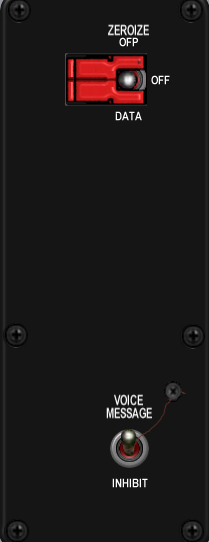 ZEROIZE
OFP
OFF
DATA
VOICE
MESSAGE
INHIBIT